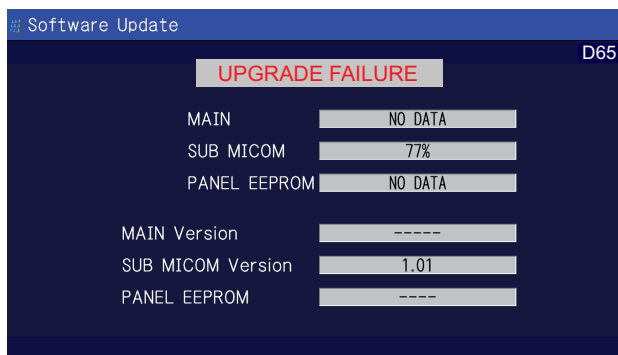 Software Update
D65
UPGRADE FAILURE
MAIN NO DATA
SUB MICOM 77%
PANEL EEPROM NO DATA
MAIN Version -----
SUB MICOM Version 1.01
PANEL EEPROM ----